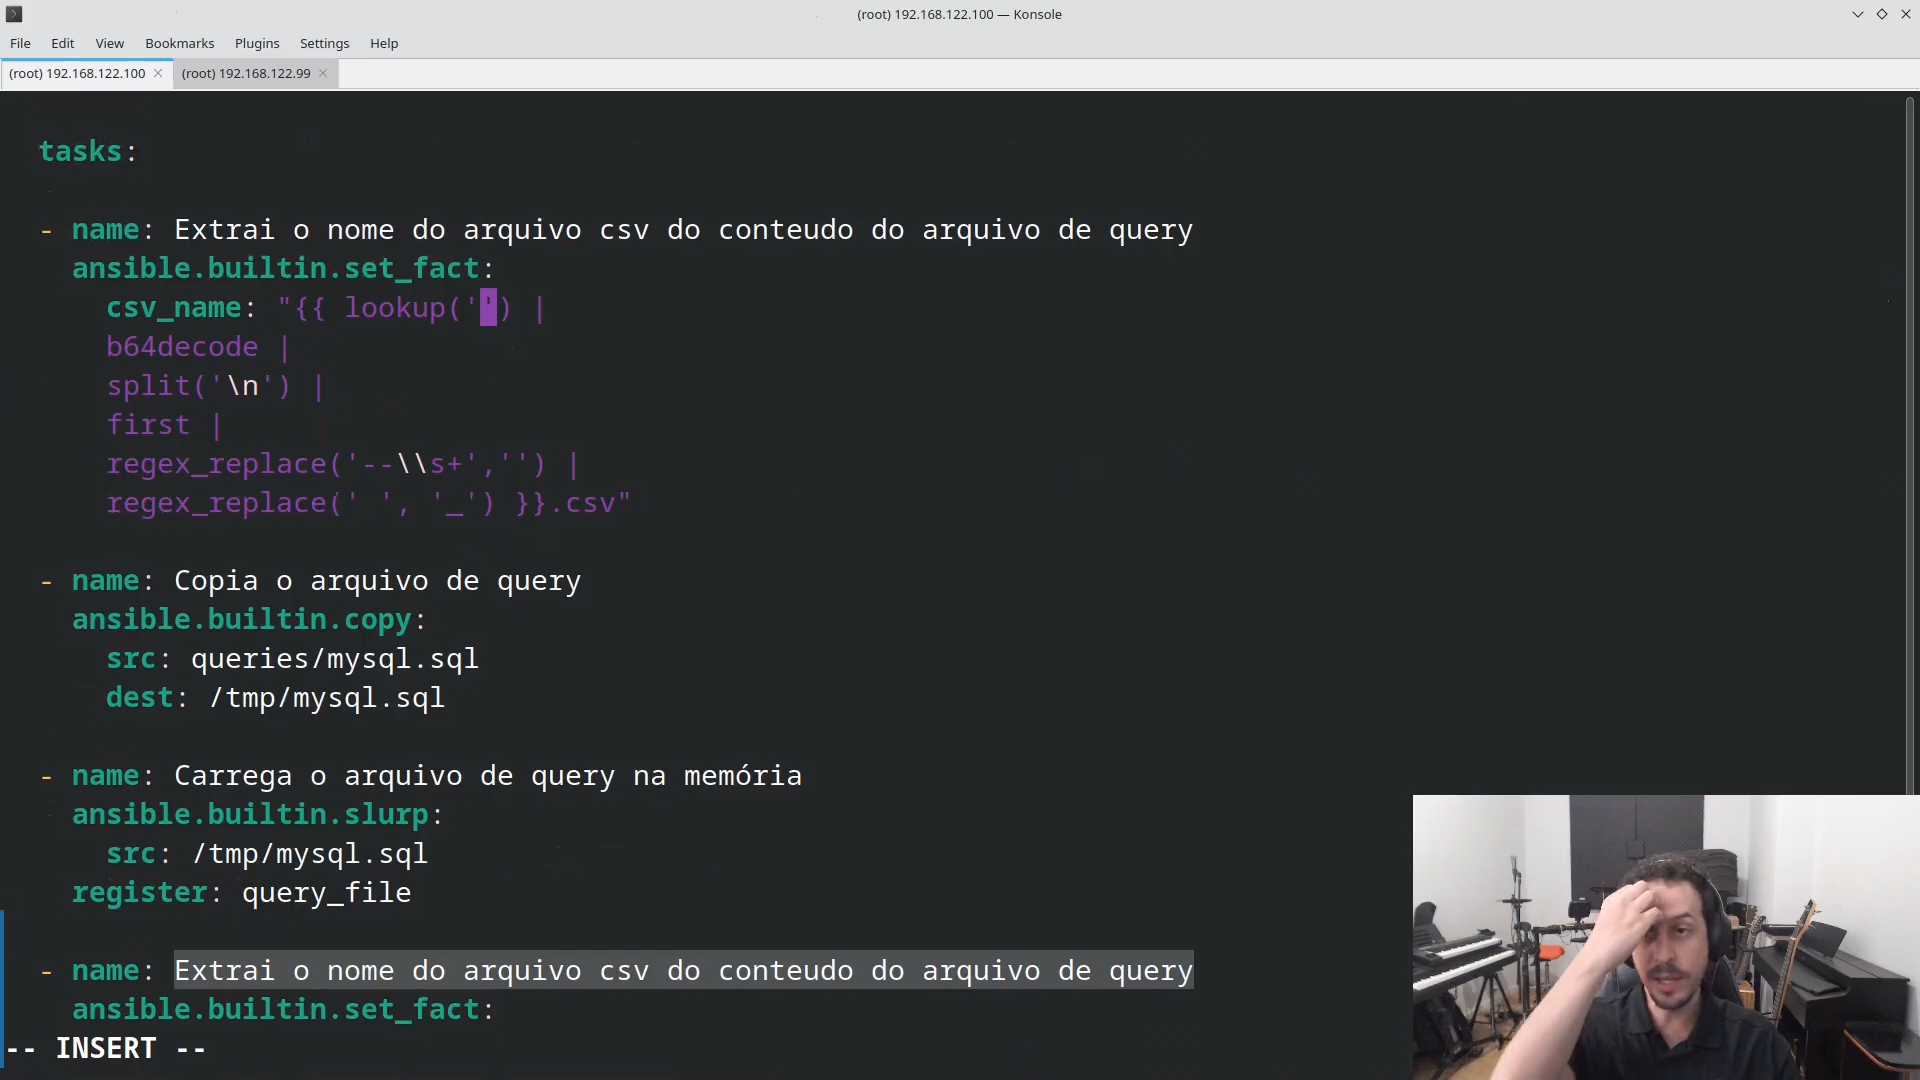 (root) 192.168.122.100 — Konsole
File Edit View Bookmarks Plugins Settings Help
(root) 192.168.122.100 (root) 192.168.122.99
tasks:
- name: Extrai o nome do arquivo csv do conteudo do arquivo de query
ansible.builtin.set_fact:
csv_name: "{{ lookup('') |
b64decode |
split('\n') |
first |
regex_replace('--\\s+','') |
regex_replace(' ', '_') }}.csv"
- name: Copia o arquivo de query
ansible.builtin.copy:
src: queries/mysql.sql
dest: /tmp/mysql.sql
- name: Carrega o arquivo de query na memória
ansible.builtin.slurp:
src: /tmp/mysql.sql
register: query_file
- name: Extrai o nome do arquivo csv do conteudo do arquivo de query
ansible.builtin.set_fact:
-- INSERT --